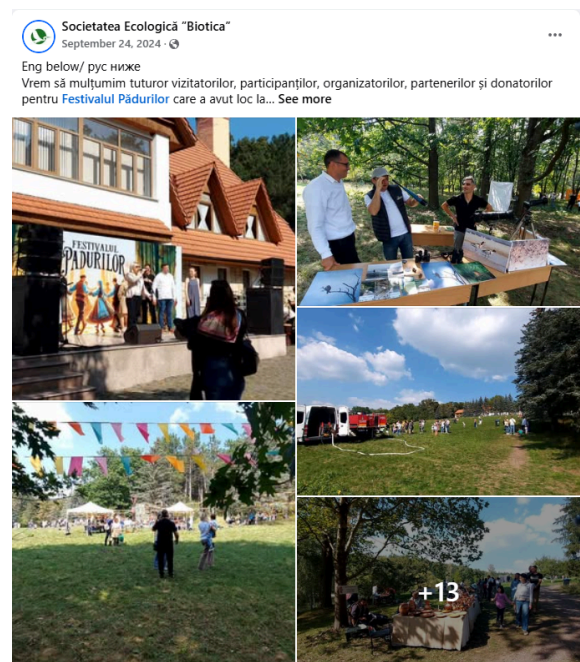 Societatea Ecologică "Biotica"
September 24, 2024 ·
Eng below/ рус ниже
Vrem să mulțumim tuturor vizitatorilor, participanților, organizatorilor, partenerilor și donatorilor
pentru Festivalul Pădurilor care a avut loc la... See more
FESTIVALUL
PĂDURILOR
+13